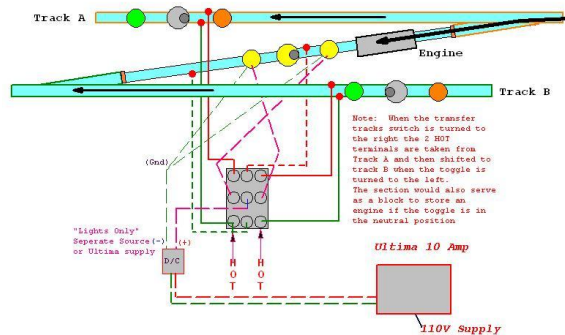 Track A
Engine
Track B
Note: When the transfer
tracks switch is turned to
the right the 2 HOT
terminals are taken from
Track A and then shifted to
track B when the toggle is
turned to the left.
The section would also serve
as a block to store an
engine if the toggle is in
the neutral position
(Gnd)
"Lights Only"
Seperate Source(-)
or Ultima supply
(+)
D/C
H
O
T
H
O
T
Ultima 10 Amp
110V Supply